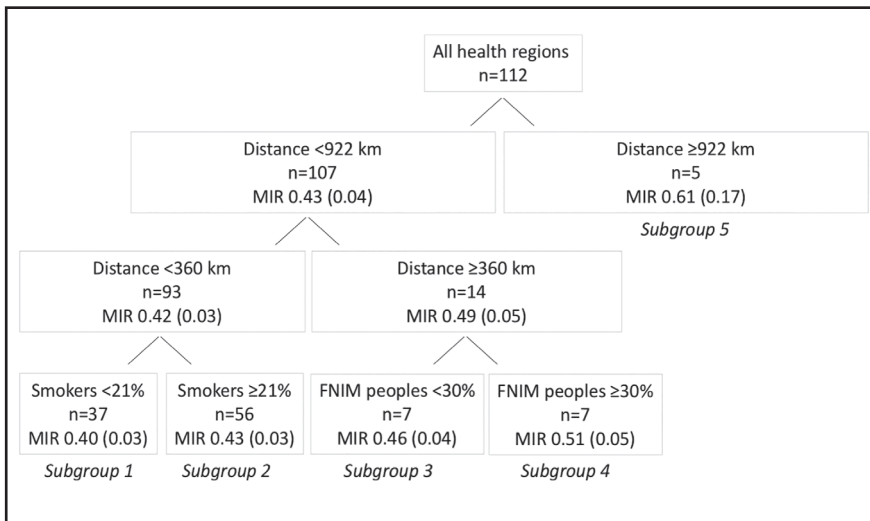 All health regions
n=112
Distance <922 km
n=107
MIR 0.43 (0.04)
Distance ≥922 km
n=5
MIR 0.61 (0.17)
Subgroup 5
Distance <360 km
n=93
MIR 0.42 (0.03)
Distance ≥360 km
n=14
MIR 0.49 (0.05)
Smokers <21%
n=37
MIR 0.40 (0.03)
Subgroup 1
Smokers ≥21%
n=56
MIR 0.43 (0.03)
Subgroup 2
FNIM peoples <30%
n=7
MIR 0.46 (0.04)
Subgroup 3
FNIM peoples ≥30%
n=7
MIR 0.51 (0.05)
Subgroup 4